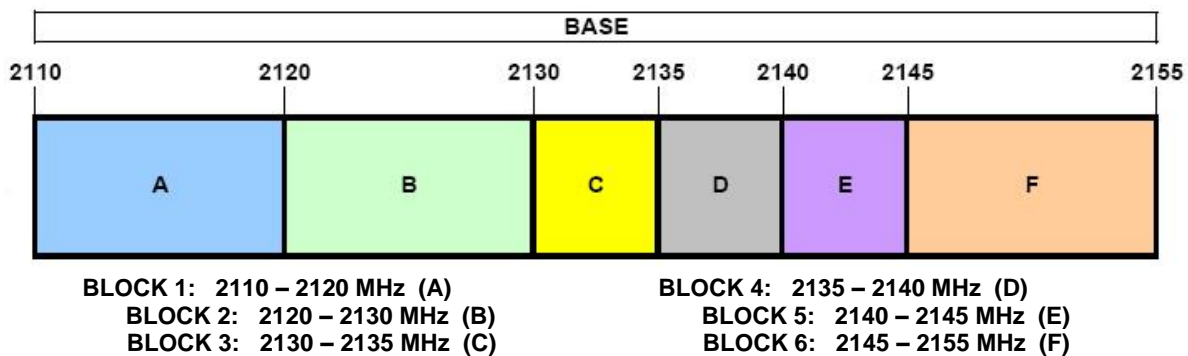 BASE
2110 2120 2130 2135 2140 2145 2155
A B C D E F
BLOCK 1: 2110 – 2120 MHz (A)
BLOCK 2: 2120 – 2130 MHz (B)
BLOCK 3: 2130 – 2135 MHz (C)
BLOCK 4: 2135 – 2140 MHz (D)
BLOCK 5: 2140 – 2145 MHz (E)
BLOCK 6: 2145 – 2155 MHz (F)